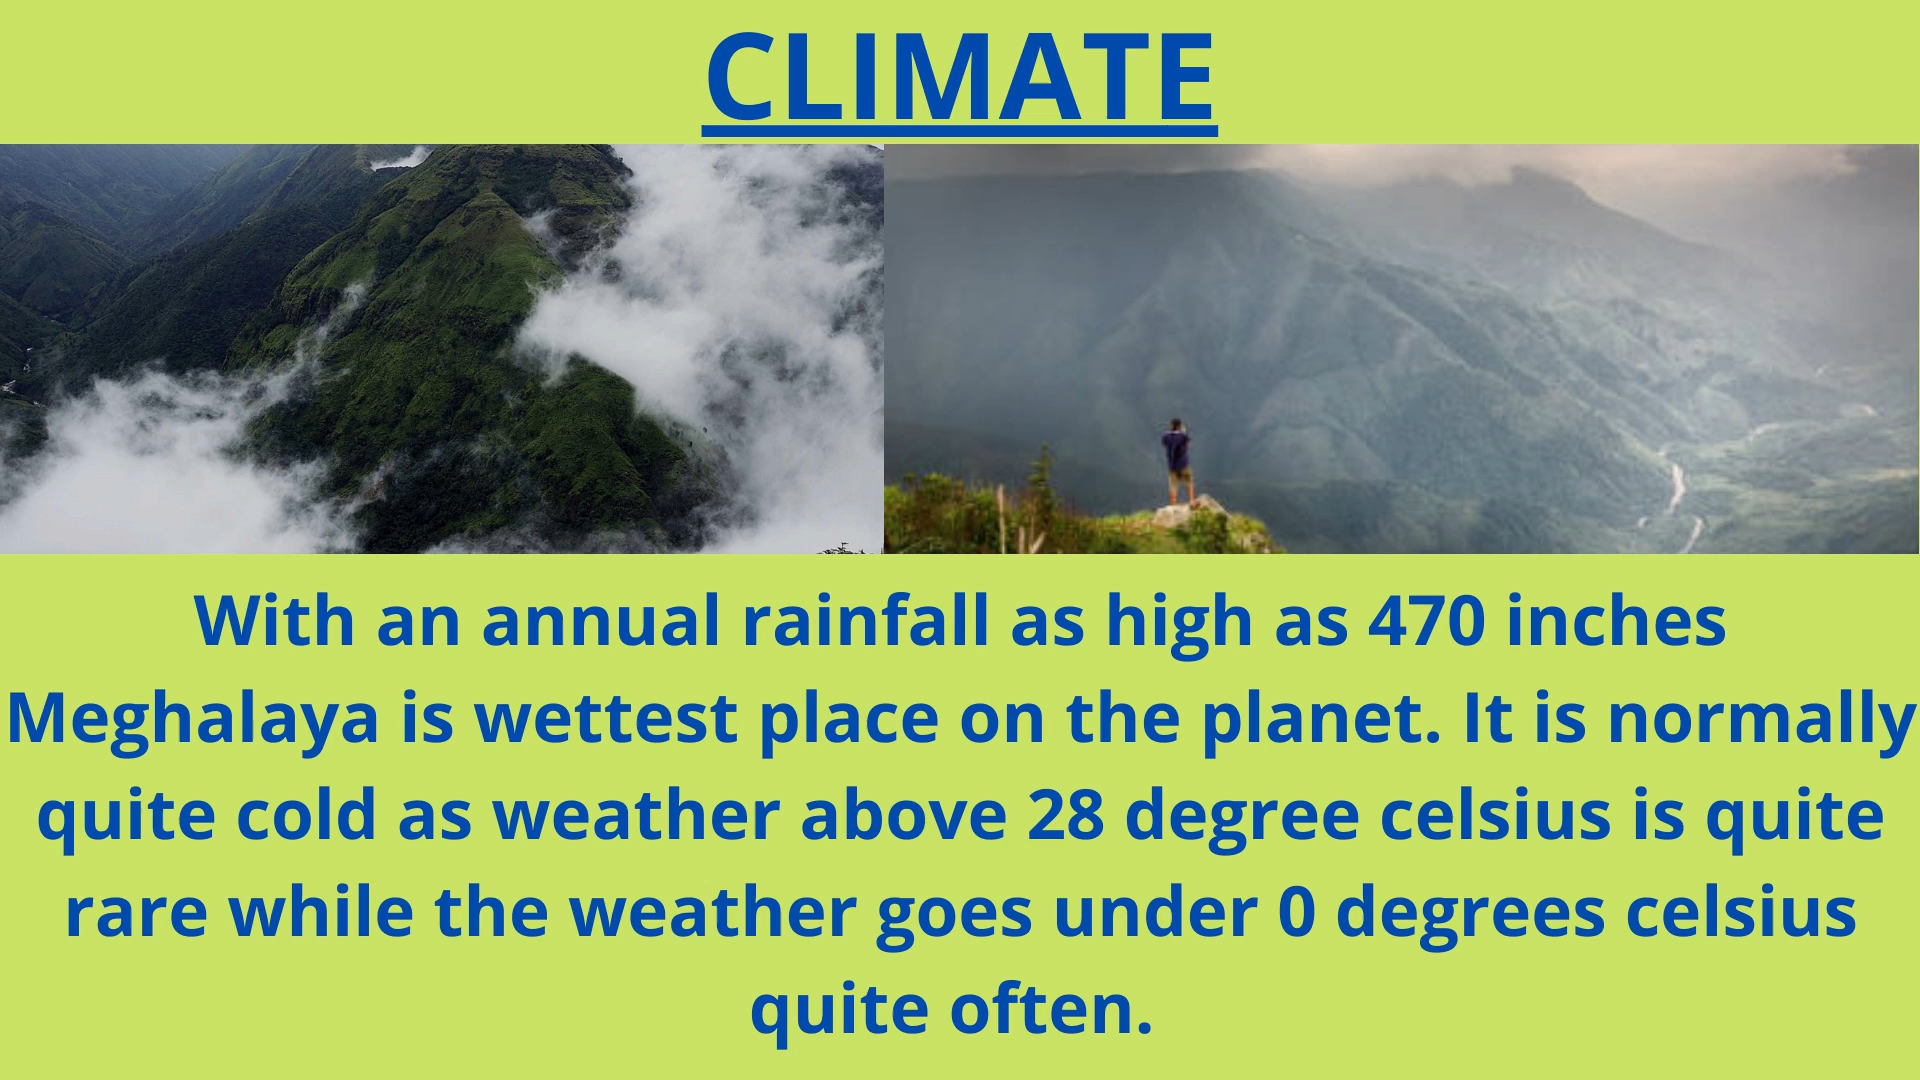 CLIMATE
With an annual rainfall as high as 470 inches
Meghalaya is wettest place on the planet. It is normally
quite cold as weather above 28 degree celsius is quite
rare while the weather goes under 0 degrees celsius
quite often.